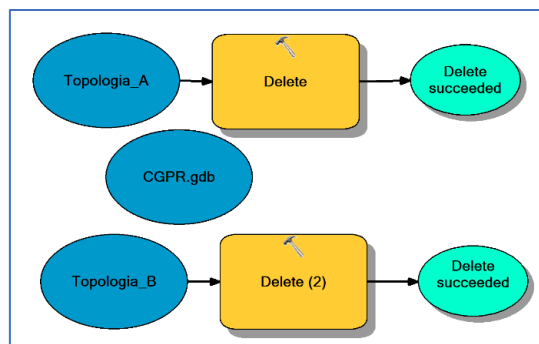 Topologia_A
Delete
Delete
succeeded
CGPR.gdb
Topologia_B
Delete (2)
Delete
succeeded